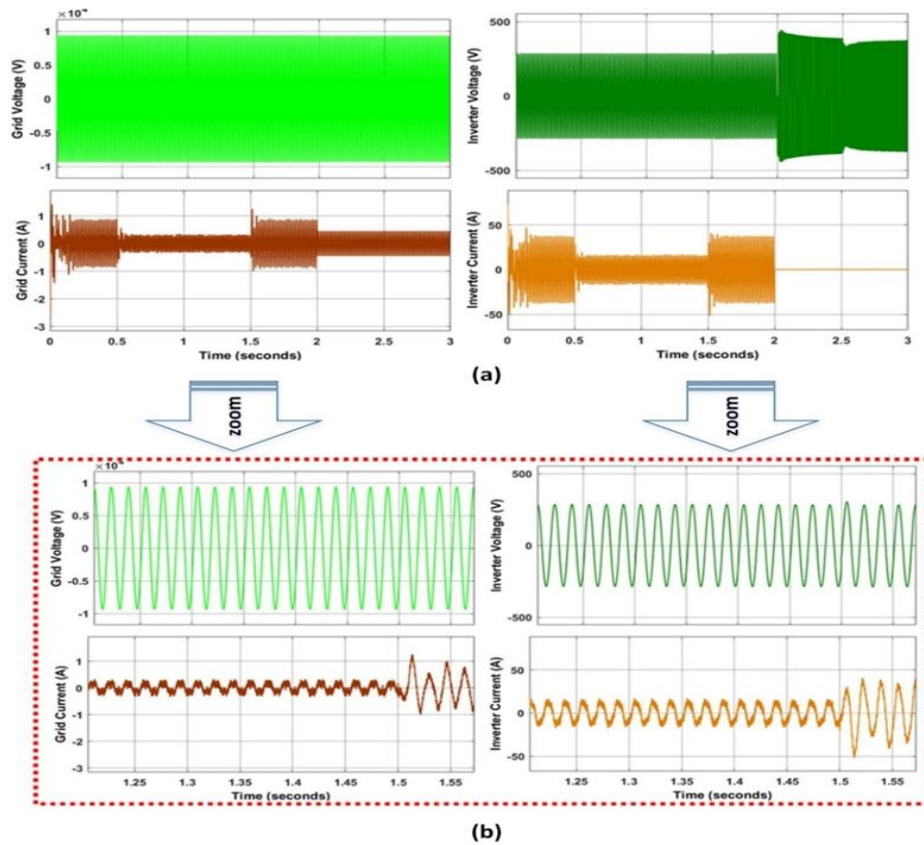 ×10⁴
Grid Voltage (V)
1
0.5
0
-0.5
-1
Inverter Voltage (V)
500
0
-500
Grid Current (A)
1
0
-1
-2
-3
0 0.5 1 1.5 2 2.5 3
Time (seconds)
Inverter Current (A)
50
0
-50
0 0.5 1 1.5 2 2.5 3
Time (seconds)
(a)
zoom
zoom
Grid Voltage (V)
1
0.5
0
-0.5
-1
Inverter Voltage (V)
500
0
-500
Grid Current (A)
1
0
-1
-3
1.25 1.3 1.35 1.4 1.45 1.5 1.55
Time (seconds)
Inverter Current (A)
50
0
-50
1.25 1.3 1.35 1.4 1.45 1.5 1.55
Time (seconds)
(b)